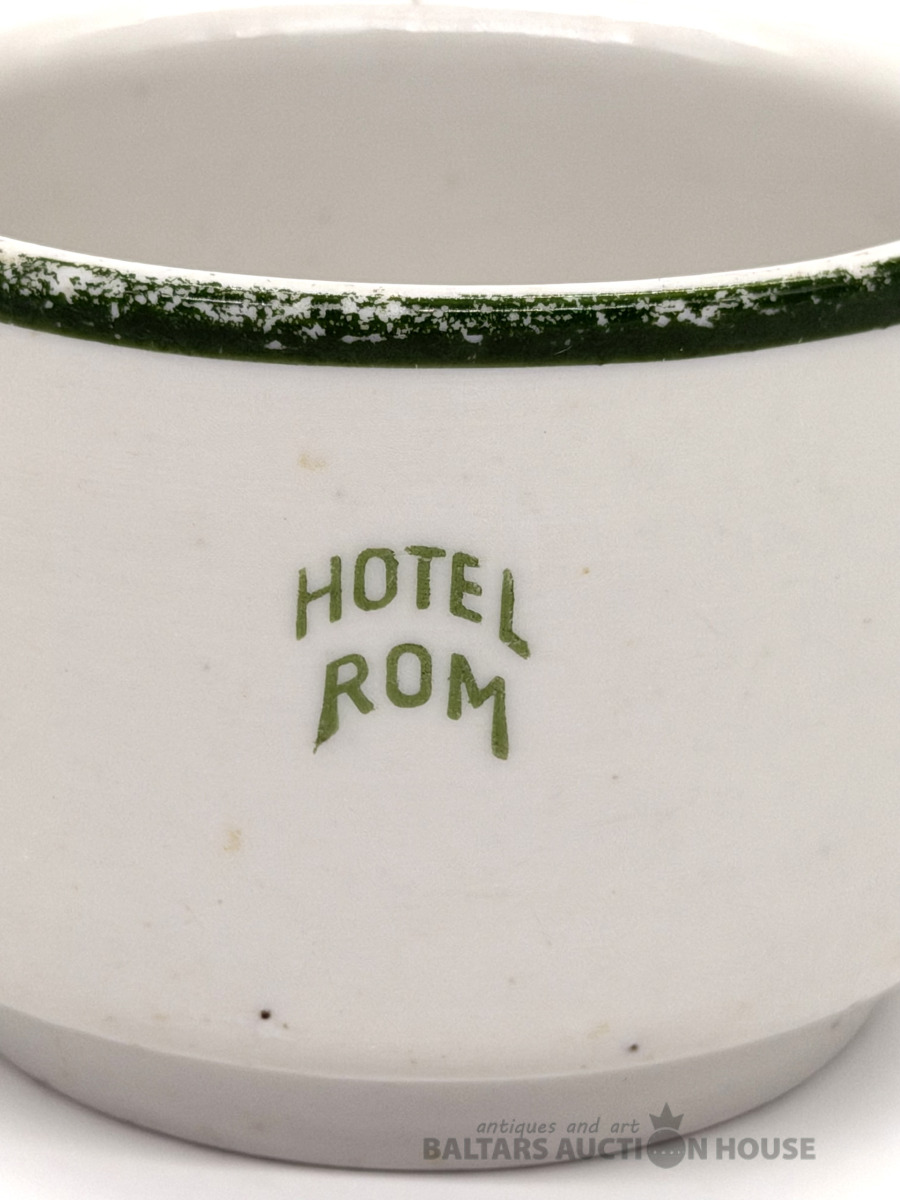 HOTEL
ROM
antiques and art
BALTARS AUCTION HOUSE